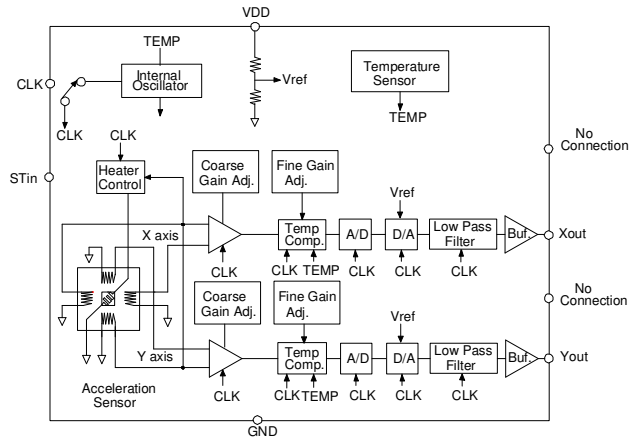 VDD
TEMP
Internal
Oscillator
Vref
Temperature
Sensor
TEMP
CLK
CLK
CLK
No
Connection
STin
Heater
Control
Coarse
Gain Adj.
Fine Gain
Adj.
Vref
X axis
Temp
Comp.
A/D
D/A
Low Pass
Filter
Buf.
Xout
CLK
CLK
TEMP
CLK
CLK
CLK
No
Connection
Coarse
Gain Adj.
Fine Gain
Adj.
Vref
Y axis
Temp
Comp.
A/D
D/A
Low Pass
Filter
Buf.
Yout
Acceleration
Sensor
CLK
CLK
TEMP
CLK
CLK
CLK
GND